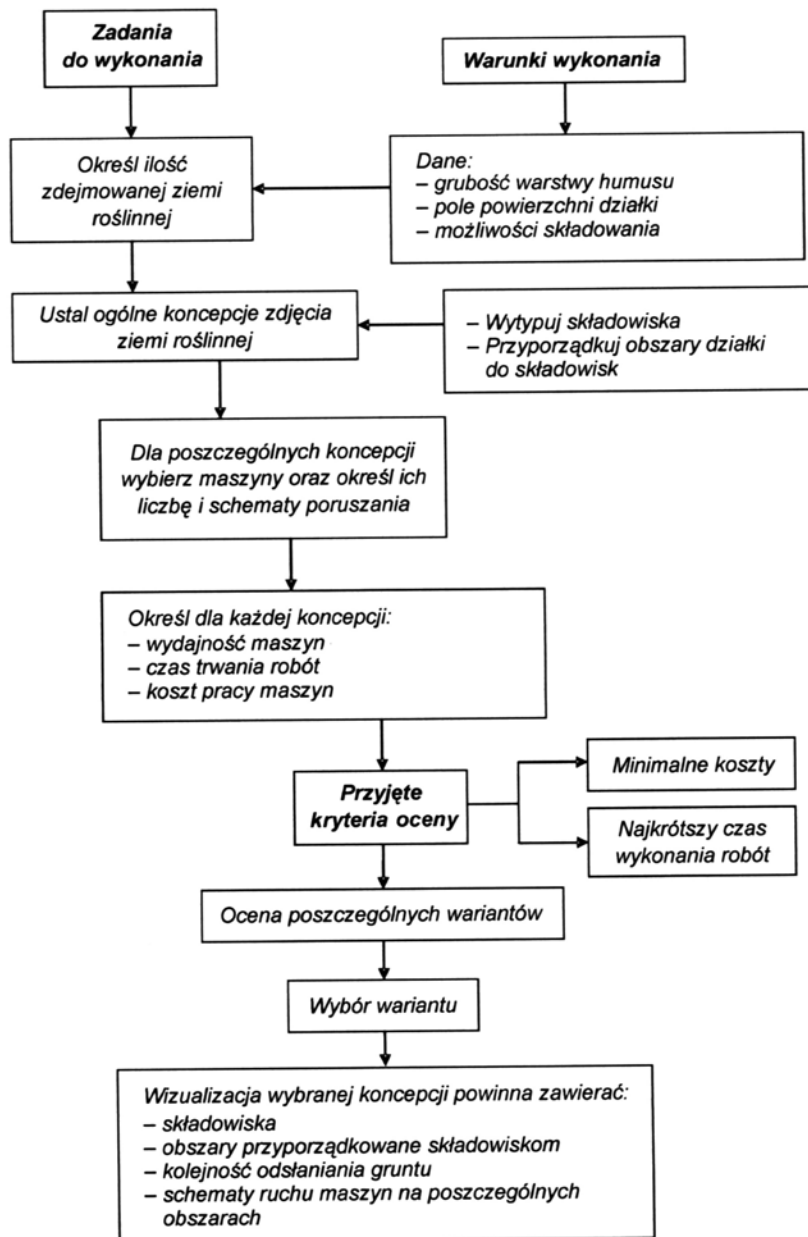 Zadania
do wykonania
Warunki wykonania
Określ ilość
zdejmowanej ziemi
roślinnej
Dane:
– grubość warstwy humusu
– pole powierzchni działki
– możliwości składowania
Ustal ogólne koncepcje zdjęcia
ziemi roślinnej
– Wytypuj składowiska
– Przyporządkuj obszary działki
do składowisk
Dla poszczególnych koncepcji
wybierz maszyny oraz określ ich
liczbę i schematy poruszania
Określ dla każdej koncepcji:
– wydajność maszyn
– czas trwania robót
– koszt pracy maszyn
Przyjęte
kryteria oceny
Minimalne koszty
Najkrótszy czas
wykonania robót
Ocena poszczególnych wariantów
Wybór wariantu
Wizualizacja wybranej koncepcji powinna zawierać:
– składowiska
– obszary przyporządkowane składowiskom
– kolejność odsłaniania gruntu
– schematy ruchu maszyn na poszczególnych
obszarach